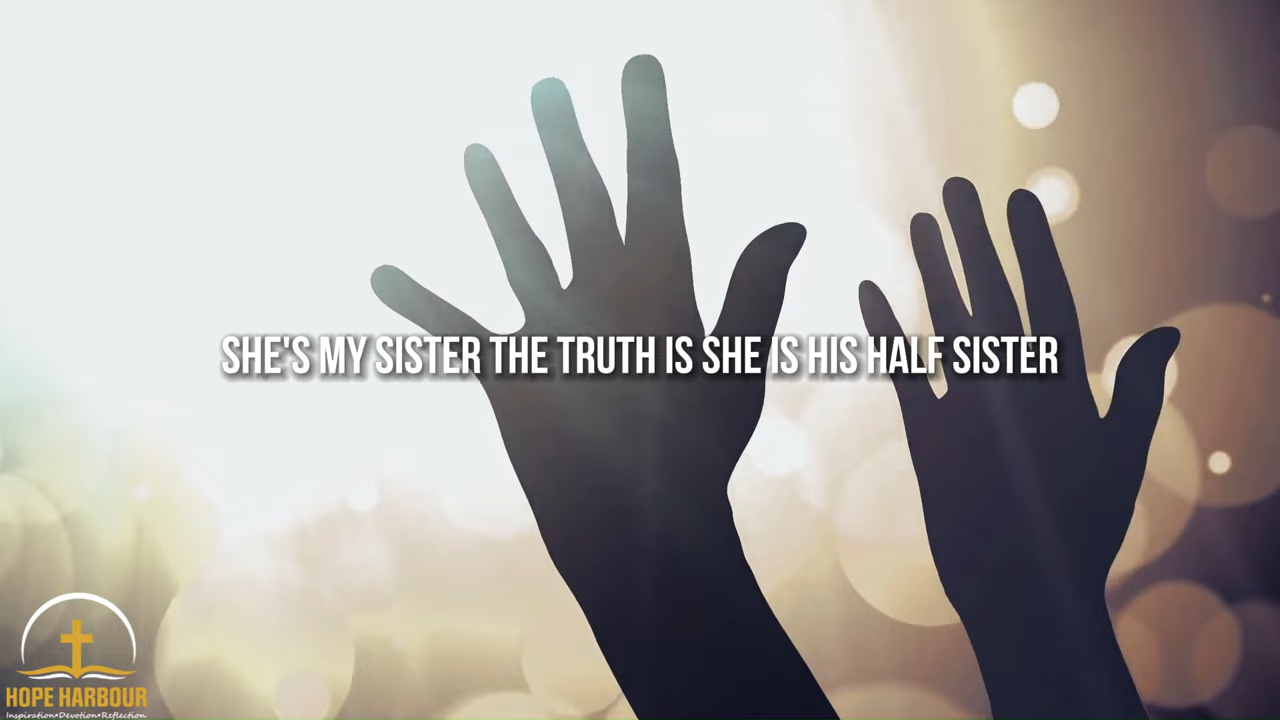 SHE'S MY SISTER THE TRUTH IS SHE IS HIS HALF SISTER
HOPE HARBOUR
Inspiration•Devotion•Reflection